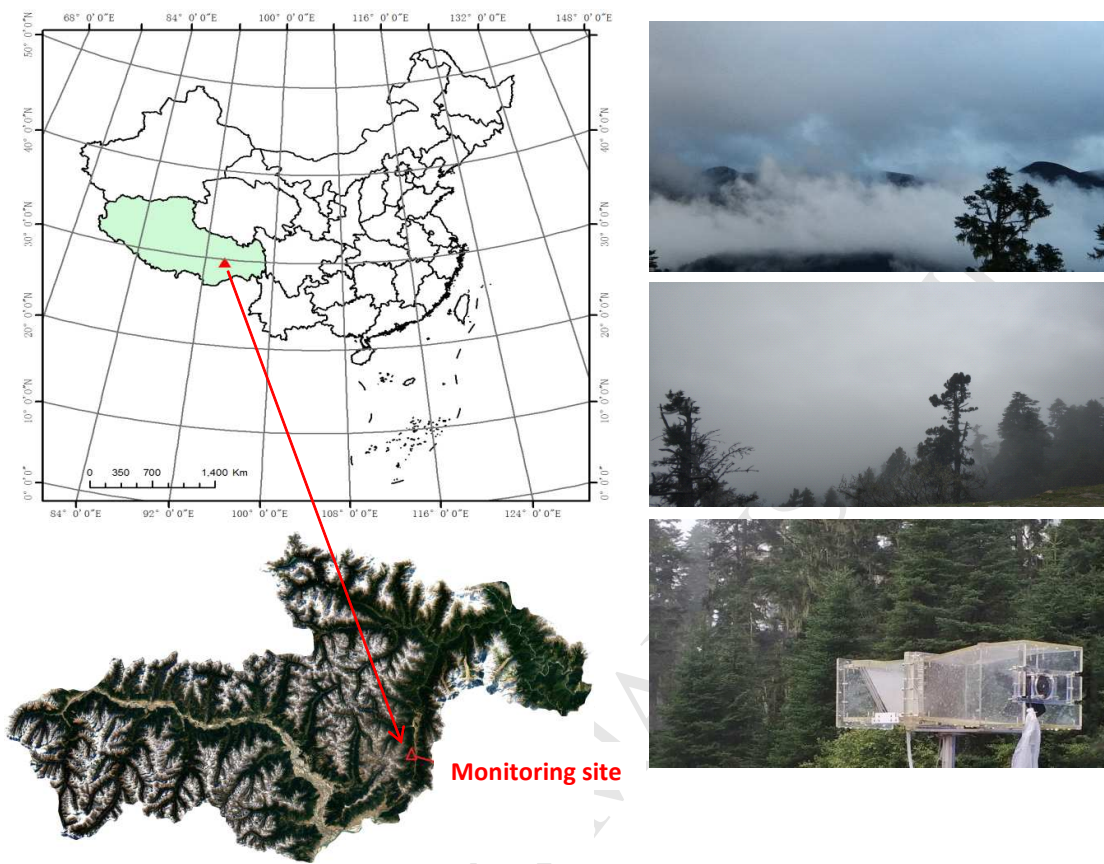 68° 0′0″E 84° 0′0″E 100° 0′0″E 116° 0′0″E 132° 0′0″E 148° 0′0″E
50° 0′0″N
40° 0′0″N
30° 0′0″N
20° 0′0″N
10° 0′0″N
0° 0′0″
50° 0′0″N
40° 0′0″N
30° 0′0″N
20° 0′0″N
10° 0′0″N
0° 0′0″
0 350 700 1,400 Km
84° 0′0″E 92° 0′0″E 100° 0′0″E 108° 0′0″E 116° 0′0″E 124° 0′0″E
Monitoring site